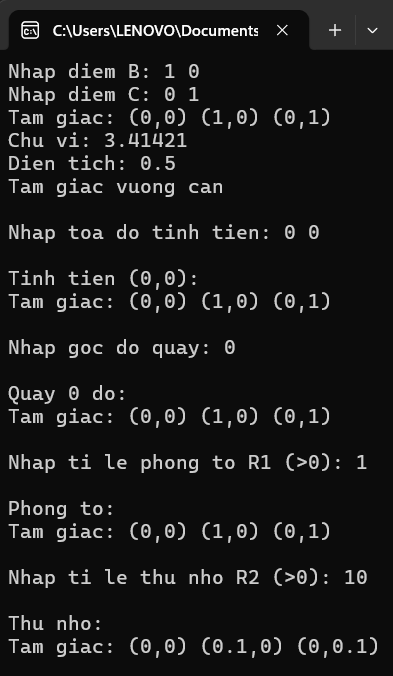 C:\Users\LENOVO\Documents
Nhap diem B: 1 0
Nhap diem C: 0 1
Tam giac: (0,0) (1,0) (0,1)
Chu vi: 3.41421
Dien tich: 0.5
Tam giac vuong can
Nhap toa do tinh tien: 0 0
Tinh tien (0,0):
Tam giac: (0,0) (1,0) (0,1)
Nhap goc do quay: 0
Quay 0 do:
Tam giac: (0,0) (1,0) (0,1)
Nhap ti le phong to R1 (>0): 1
Phong to:
Tam giac: (0,0) (1,0) (0,1)
Nhap ti le thu nho R2 (>0): 10
Thu nho:
Tam giac: (0,0) (0.1,0) (0,0.1)